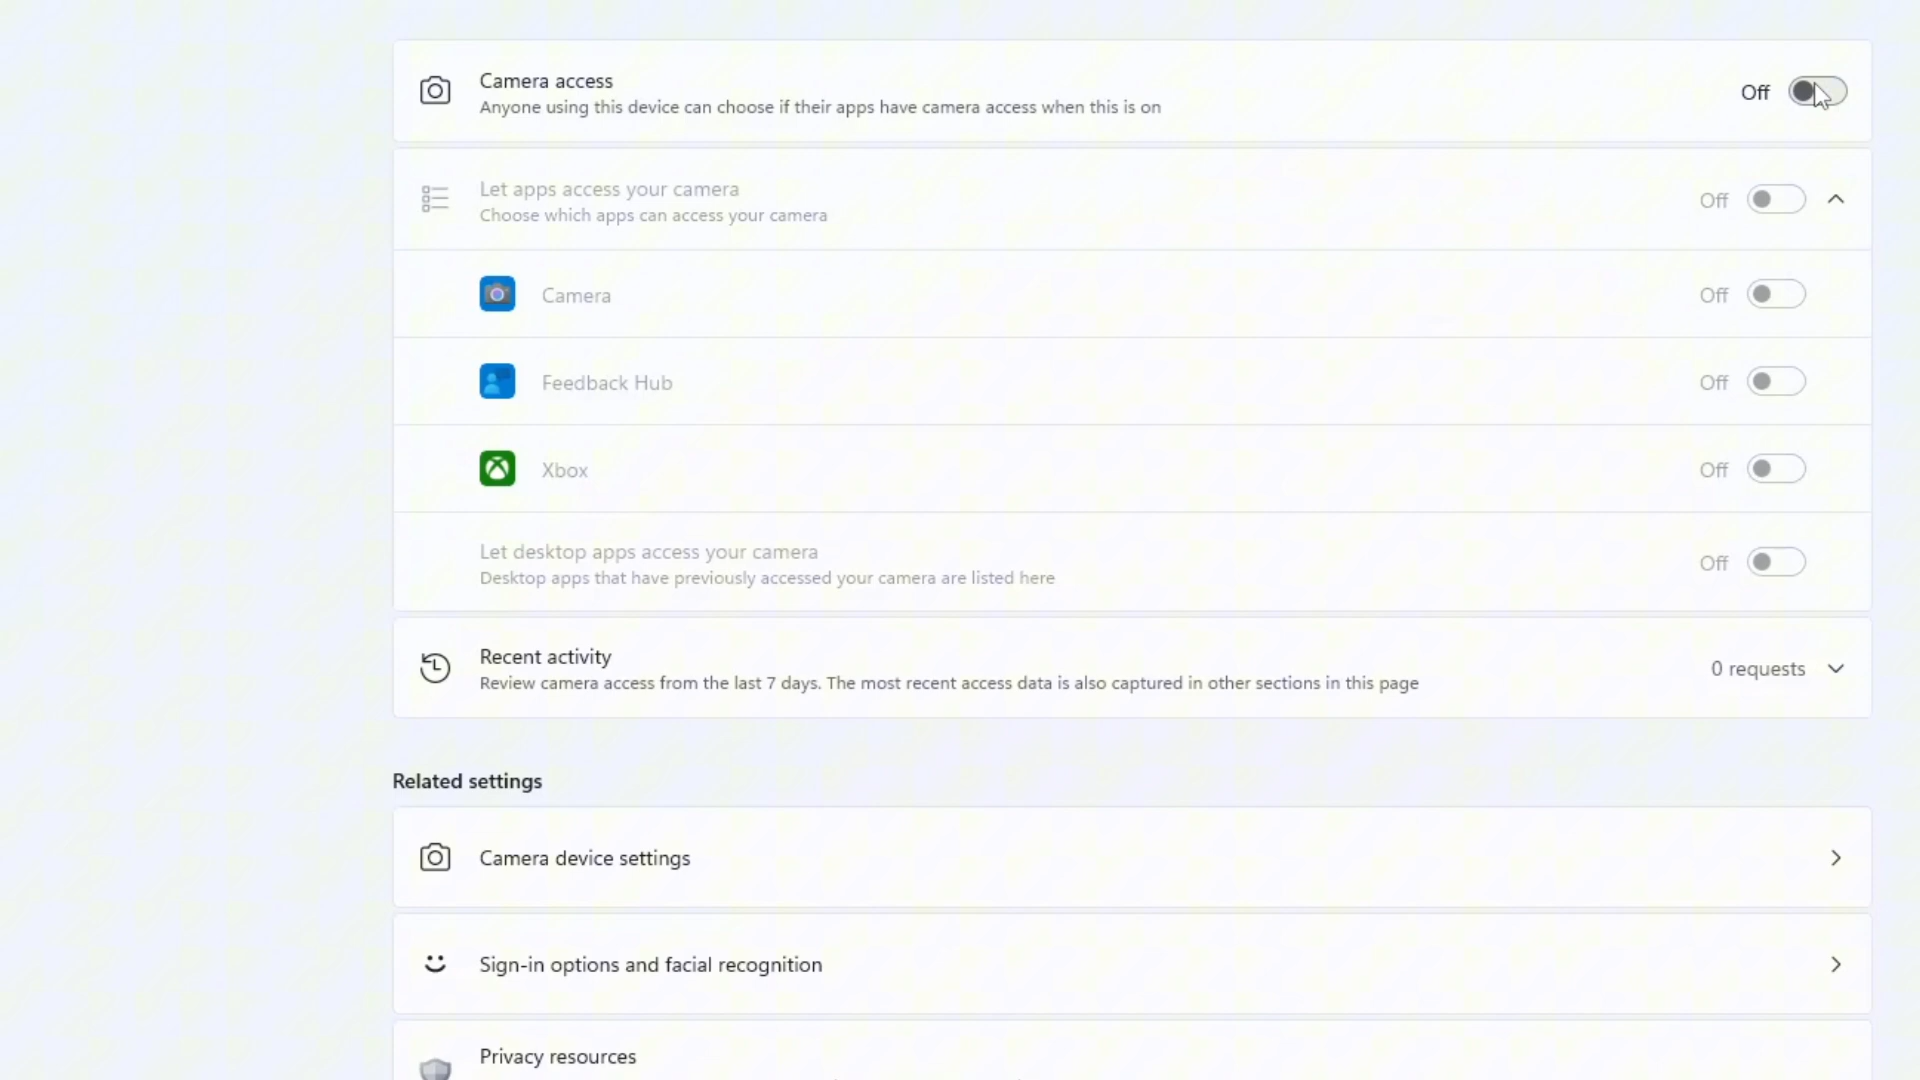 Camera access
Off
Anyone using this device can choose if their apps have camera access when this is on
Let apps access your camera
Off
Choose which apps can access your camera
Camera
Off
Feedback Hub
Off
Xbox
Off
Let desktop apps access your camera
Off
Desktop apps that have previously accessed your camera are listed here
Recent activity
0 requests
Review camera access from the last 7 days. The most recent access data is also captured in other sections in this page
Related settings
Camera device settings
Sign-in options and facial recognition
Privacy resources